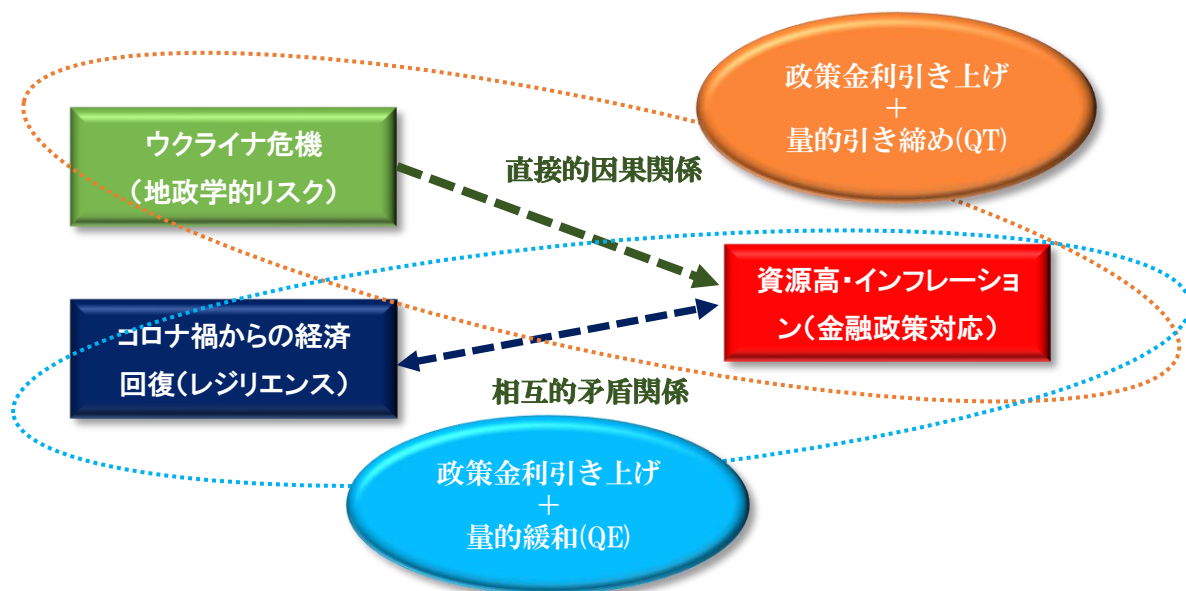 政策金利引き上げ
＋
量的引き締め(QT)
ウクライナ危機
（地政学的リスク）
直接的因果関係
資源高・インフレーショ
ン（金融政策対応）
コロナ禍からの経済
回復（レジリエンス）
相互的矛盾関係
政策金利引き上げ
＋
量的緩和(QE)